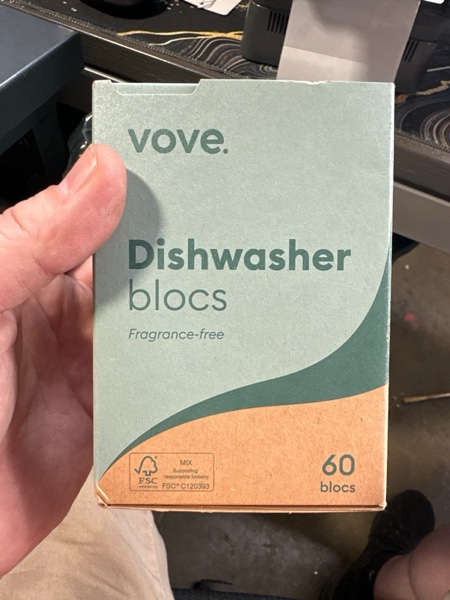 vove.
Dishwasher
blocs
Fragrance-free
FSC
MIX
Supporting
responsible forestry
FSC® C120393
60
blocs